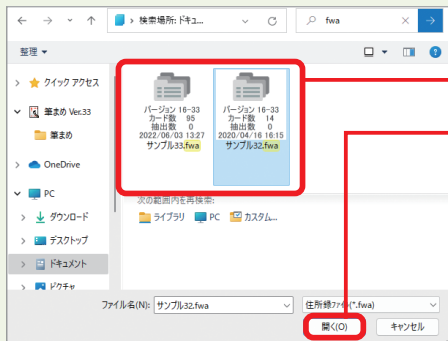 検索場所: ドキュ...
fwa
整理
クイック アクセス
筆まめ Ver.33
筆まめ
OneDrive
PC
ダウンロード
デスクトップ
ドキュメント
ピクチャ
バージョン 16-33
カード数 95
抽出数 0
2022/06/03 13:27
サンプル33.fwa
バージョン 16-33
カード数 14
抽出数 0
2020/04/16 16:15
サンプル32.fwa
次の範囲内を再検索:
ライブラリ PC カスタム...
ファイル名(N): サンプル32.fwa
住所録ファイル(*.fwa)
開く(O) キャンセル